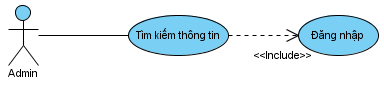 Tìm kiếm thông tin
Đăng nhập
<<Include>>
Admin